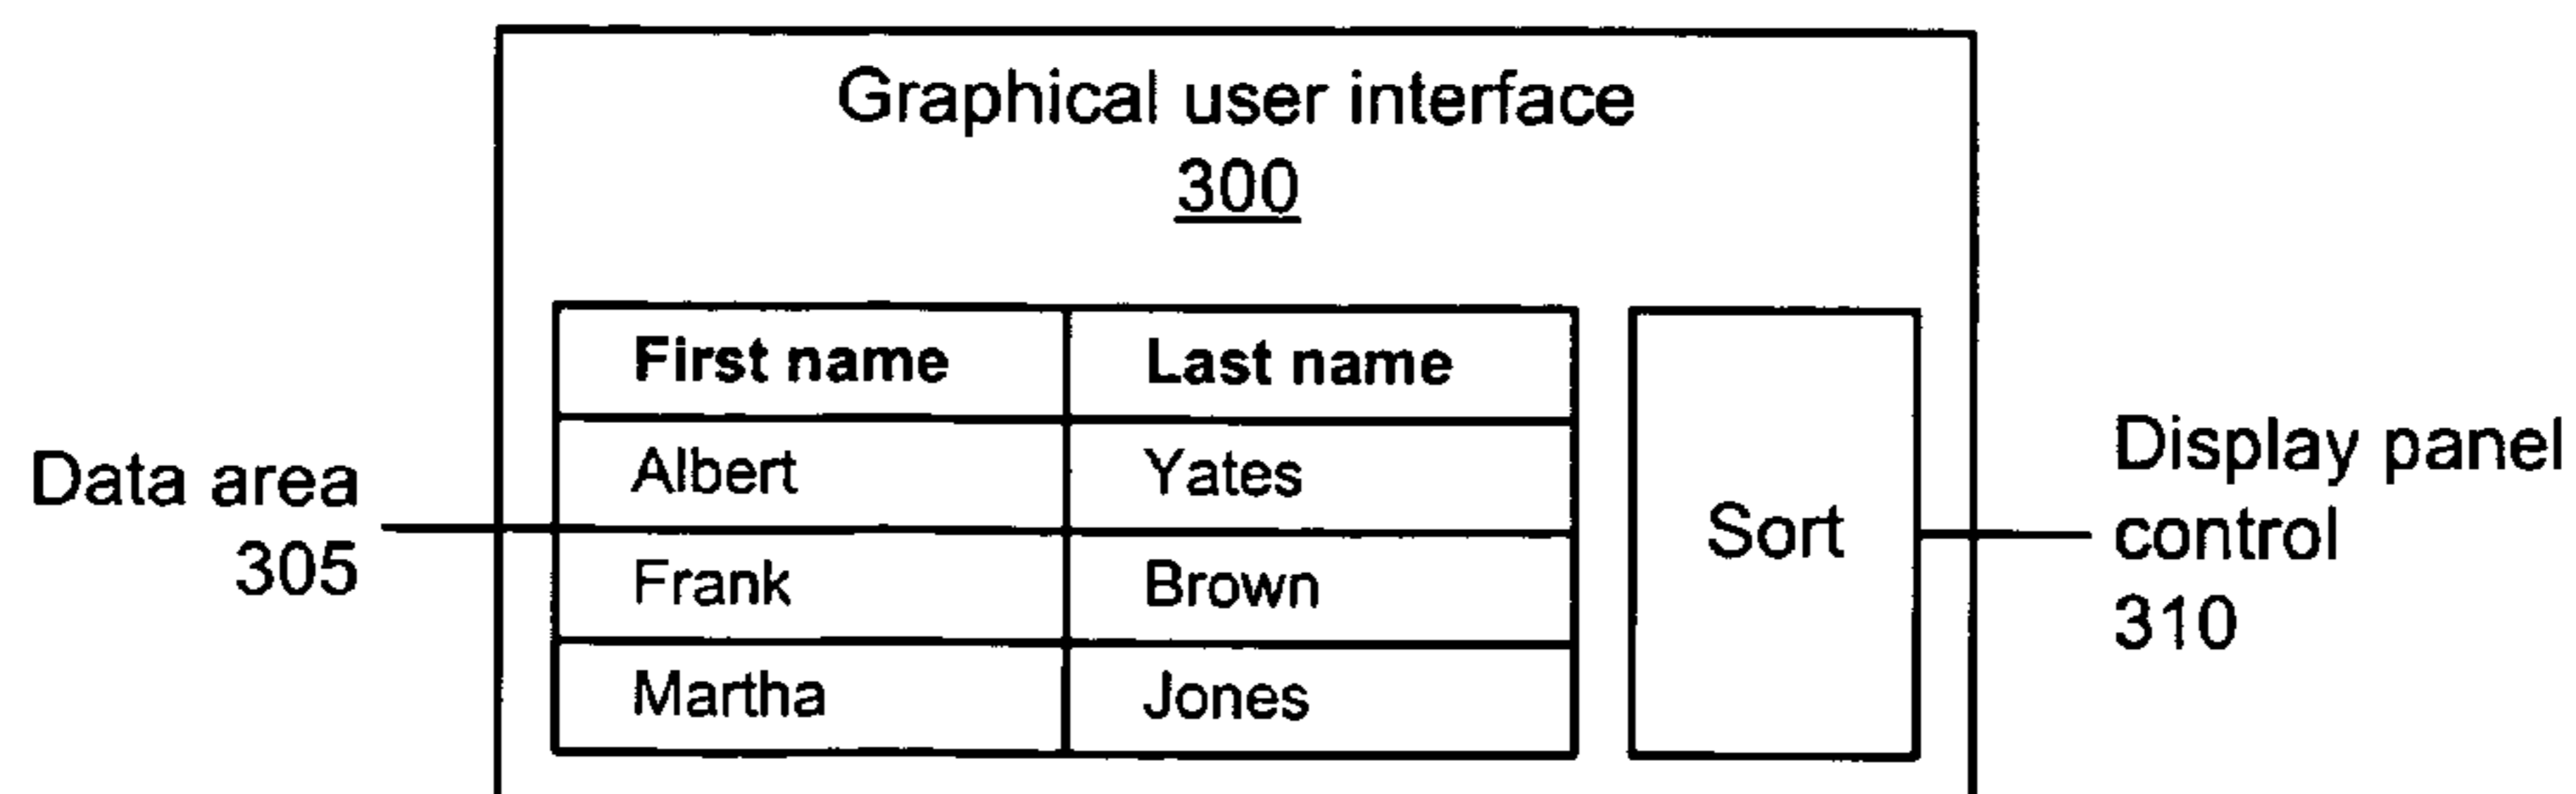 Graphical user interface
300
First name Last name
Albert Yates
Frank Brown
Martha Jones
Sort
Data area
305
Display panel
control
310